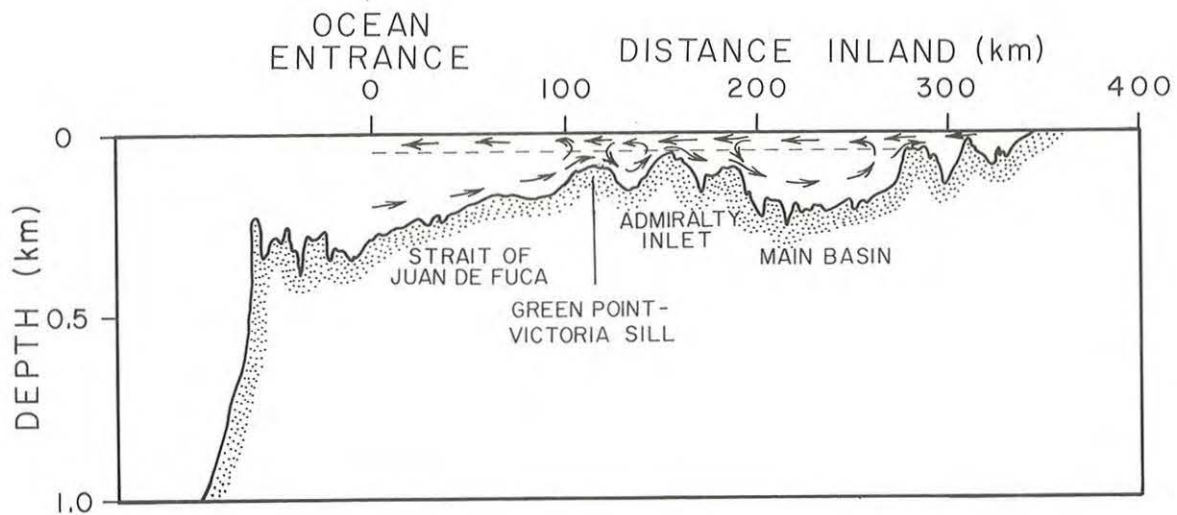 OCEAN
ENTRANCE
DISTANCE INLAND (km)
0 100 200 300 400
0
0.5
1.0
DEPTH (km)
STRAIT OF
JUAN DE FUCA
GREEN POINT-
VICTORIA SILL
ADMIRALTY
INLET
MAIN BASIN